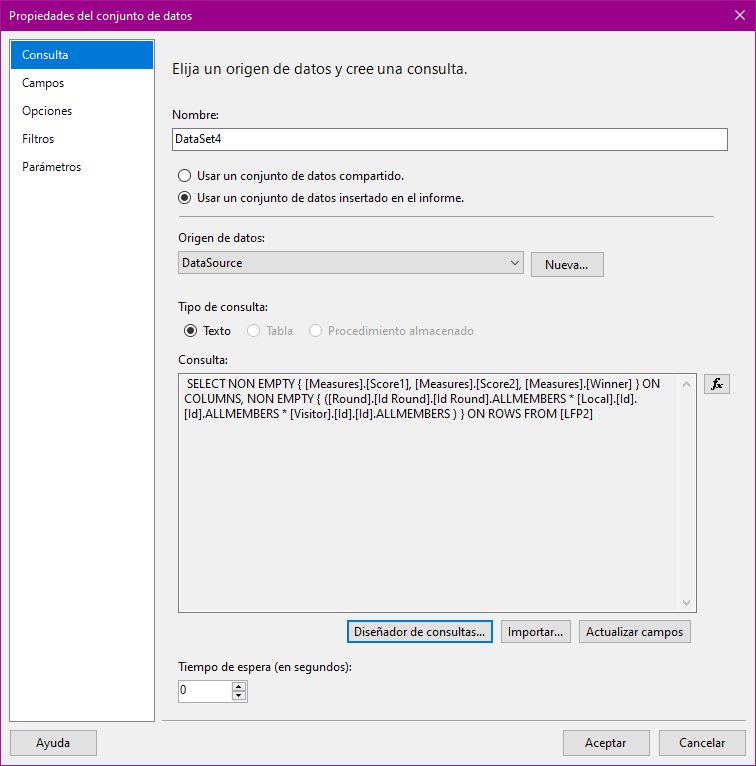 Propiedades del conjunto de datos
Consulta
Campos
Opciones
Filtros
Parámetros
Elija un origen de datos y cree una consulta.
Nombre:
DataSet4
Usar un conjunto de datos compartido.
Usar un conjunto de datos insertado en el informe.
Origen de datos:
DataSource
Nueva...
Tipo de consulta:
Texto Tabla Procedimiento almacenado
Consulta:
SELECT NON EMPTY { [Measures].[Score1], [Measures].[Score2], [Measures].[Winner] } ON
COLUMNS, NON EMPTY { ([Round].[Id Round].[Id Round].ALLMEMBERS * [Local].[Id].
[Id].ALLMEMBERS * [Visitor].[Id].[Id].ALLMEMBERS ) } ON ROWS FROM [LFP2]
fx
Diseñador de consultas... Importar... Actualizar campos
Tiempo de espera (en segundos):
0
Ayuda Aceptar Cancelar